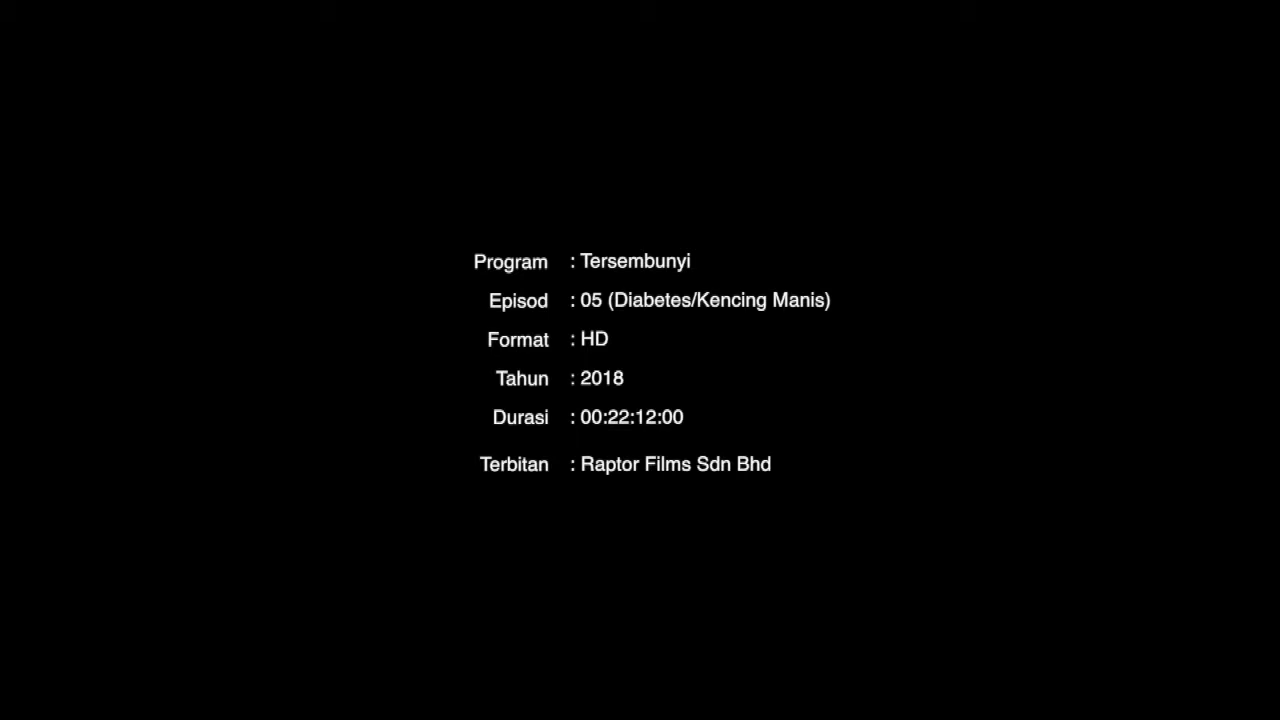 Program : Tersembunyi
Episod : 05 (Diabetes/Kencing Manis)
Format : HD
Tahun : 2018
Durasi : 00:22:12:00
Terbitan : Raptor Films Sdn Bhd